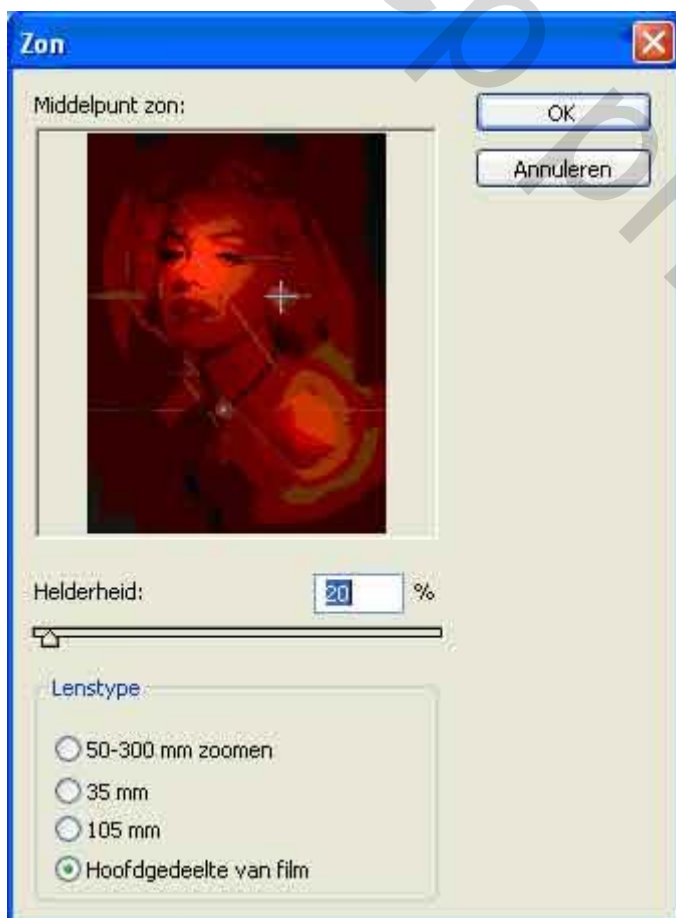 Zon
Middelpunt zon:
OK
Annuleren
Helderheid: 20 %
Lenstype
50-300 mm zoomen
35 mm
105 mm
Hoofdgedeelte van film